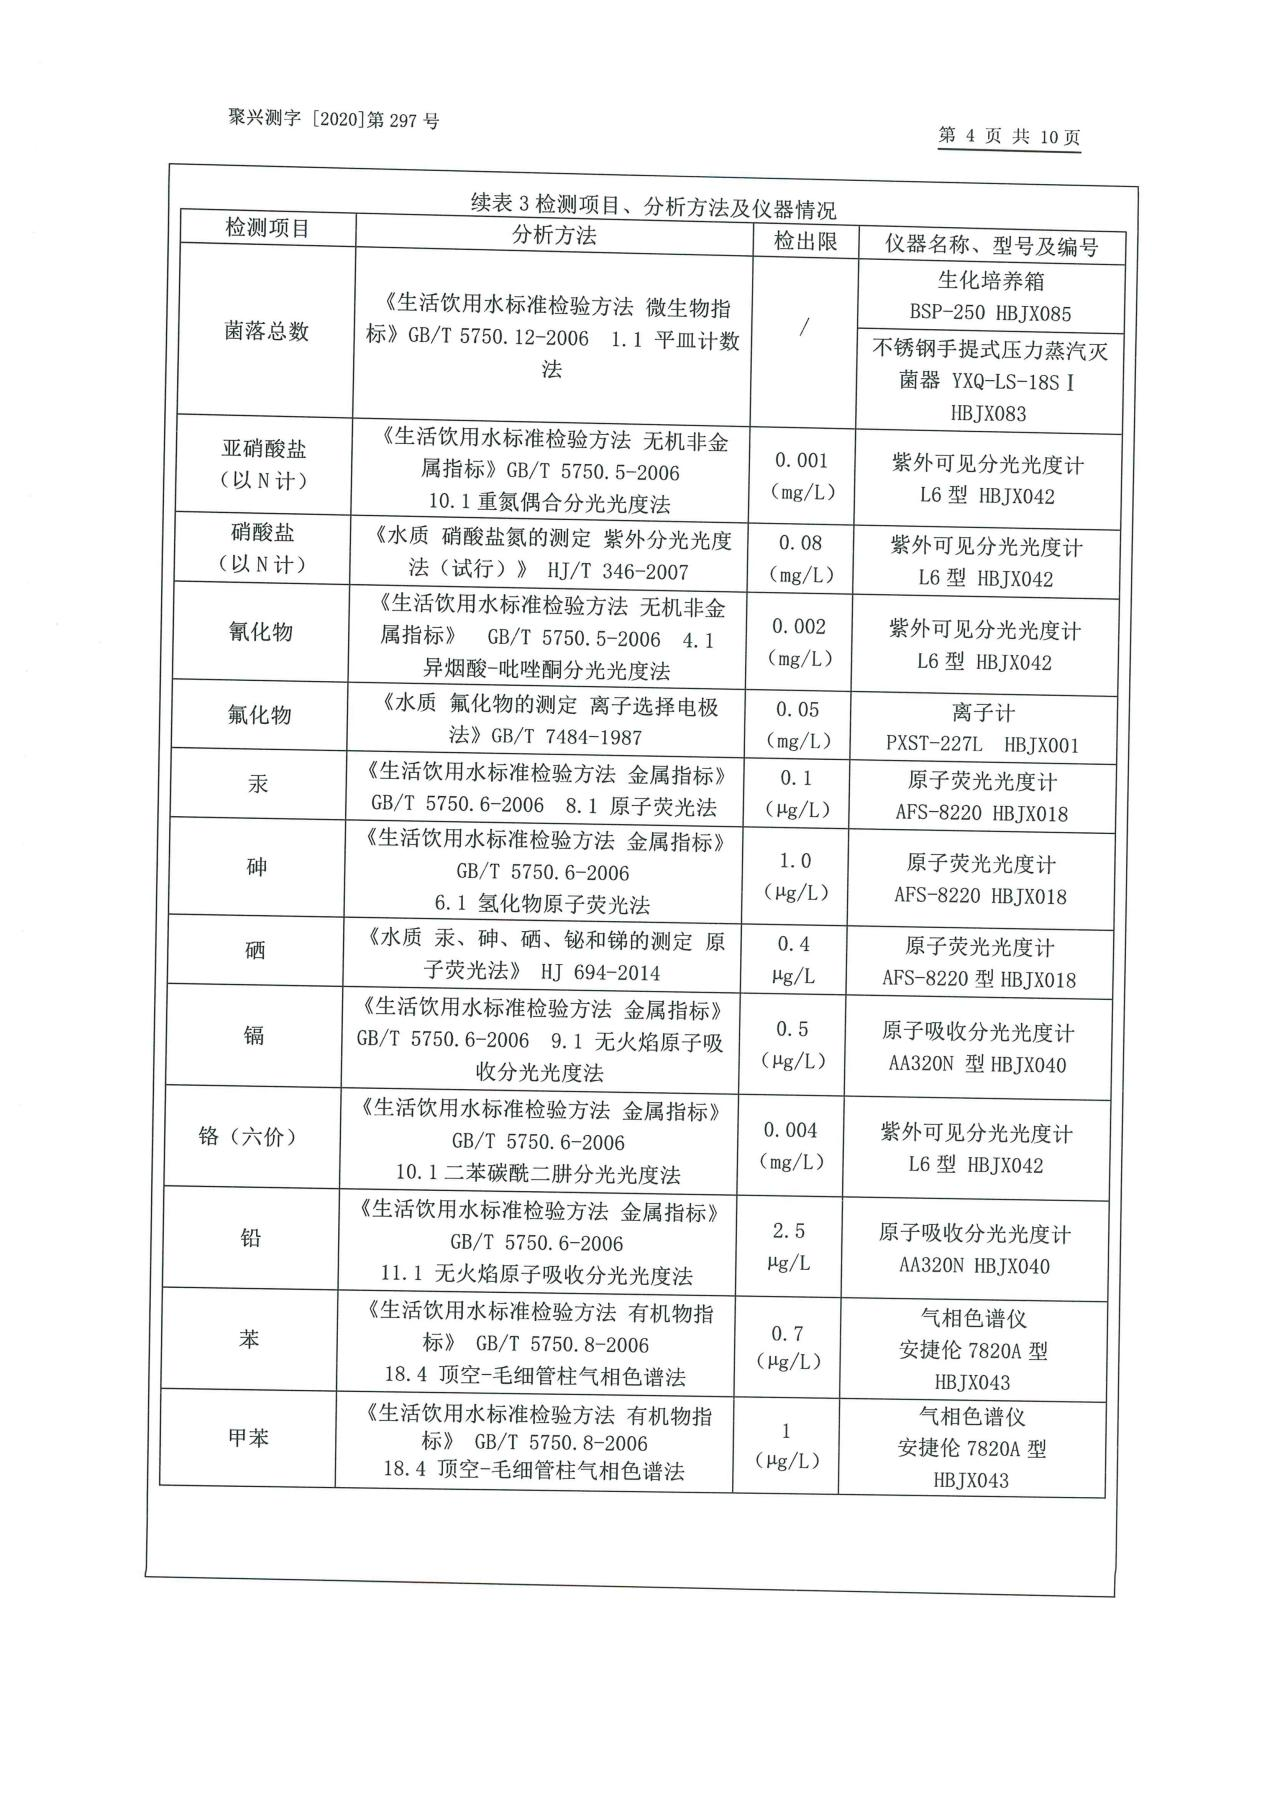 聚兴测字 [2020]第 297 号
第 4 页 共 10 页
续表 3 检测项目、分析方法及仪器情况
检测项目 分析方法 检出限 仪器名称、型号及编号
菌落总数
《生活饮用水标准检验方法 微生物指
标》GB/T 5750.12-2006 1.1 平皿计数
法
/
生化培养箱
BSP-250 HBJX085
不锈钢手提式压力蒸汽灭
菌器 YXQ-LS-18SⅠ
HBJX083
亚硝酸盐
（以 N 计）
《生活饮用水标准检验方法 无机非金
属指标》GB/T 5750.5-2006
10.1 重氮偶合分光光度法
0.001
（mg/L）
紫外可见分光光度计
L6 型 HBJX042
硝酸盐
（以 N 计）
《水质 硝酸盐氮的测定 紫外分光光度
法（试行）》 HJ/T 346-2007
0.08
（mg/L）
紫外可见分光光度计
L6 型 HBJX042
氰化物
《生活饮用水标准检验方法 无机非金
属指标》 GB/T 5750.5-2006 4.1
异烟酸-吡唑酮分光光度法
0.002
（mg/L）
紫外可见分光光度计
L6 型 HBJX042
氟化物
《水质 氟化物的测定 离子选择电极
法》GB/T 7484-1987
0.05
（mg/L）
离子计
PXST-227L HBJX001
汞
《生活饮用水标准检验方法 金属指标》
GB/T 5750.6-2006 8.1 原子荧光法
0.1
（μg/L）
原子荧光光度计
AFS-8220 HBJX018
砷
《生活饮用水标准检验方法 金属指标》
GB/T 5750.6-2006
6.1 氢化物原子荧光法
1.0
（μg/L）
原子荧光光度计
AFS-8220 HBJX018
硒
《水质 汞、砷、硒、铋和锑的测定 原
子荧光法》 HJ 694-2014
0.4
μg/L
原子荧光光度计
AFS-8220 型 HBJX018
镉
《生活饮用水标准检验方法 金属指标》
GB/T 5750.6-2006 9.1 无火焰原子吸
收分光光度法
0.5
（μg/L）
原子吸收分光光度计
AA320N 型 HBJX040
铬（六价）
《生活饮用水标准检验方法 金属指标》
GB/T 5750.6-2006
10.1 二苯碳酰二肼分光光度法
0.004
（mg/L）
紫外可见分光光度计
L6 型 HBJX042
铅
《生活饮用水标准检验方法 金属指标》
GB/T 5750.6-2006
11.1 无火焰原子吸收分光光度法
2.5
μg/L
原子吸收分光光度计
AA320N HBJX040
苯
《生活饮用水标准检验方法 有机物指
标》 GB/T 5750.8-2006
18.4 顶空-毛细管柱气相色谱法
0.7
（μg/L）
气相色谱仪
安捷伦 7820A 型
HBJX043
甲苯
《生活饮用水标准检验方法 有机物指
标》 GB/T 5750.8-2006
18.4 顶空-毛细管柱气相色谱法
1
（μg/L）
气相色谱仪
安捷伦 7820A 型
HBJX043